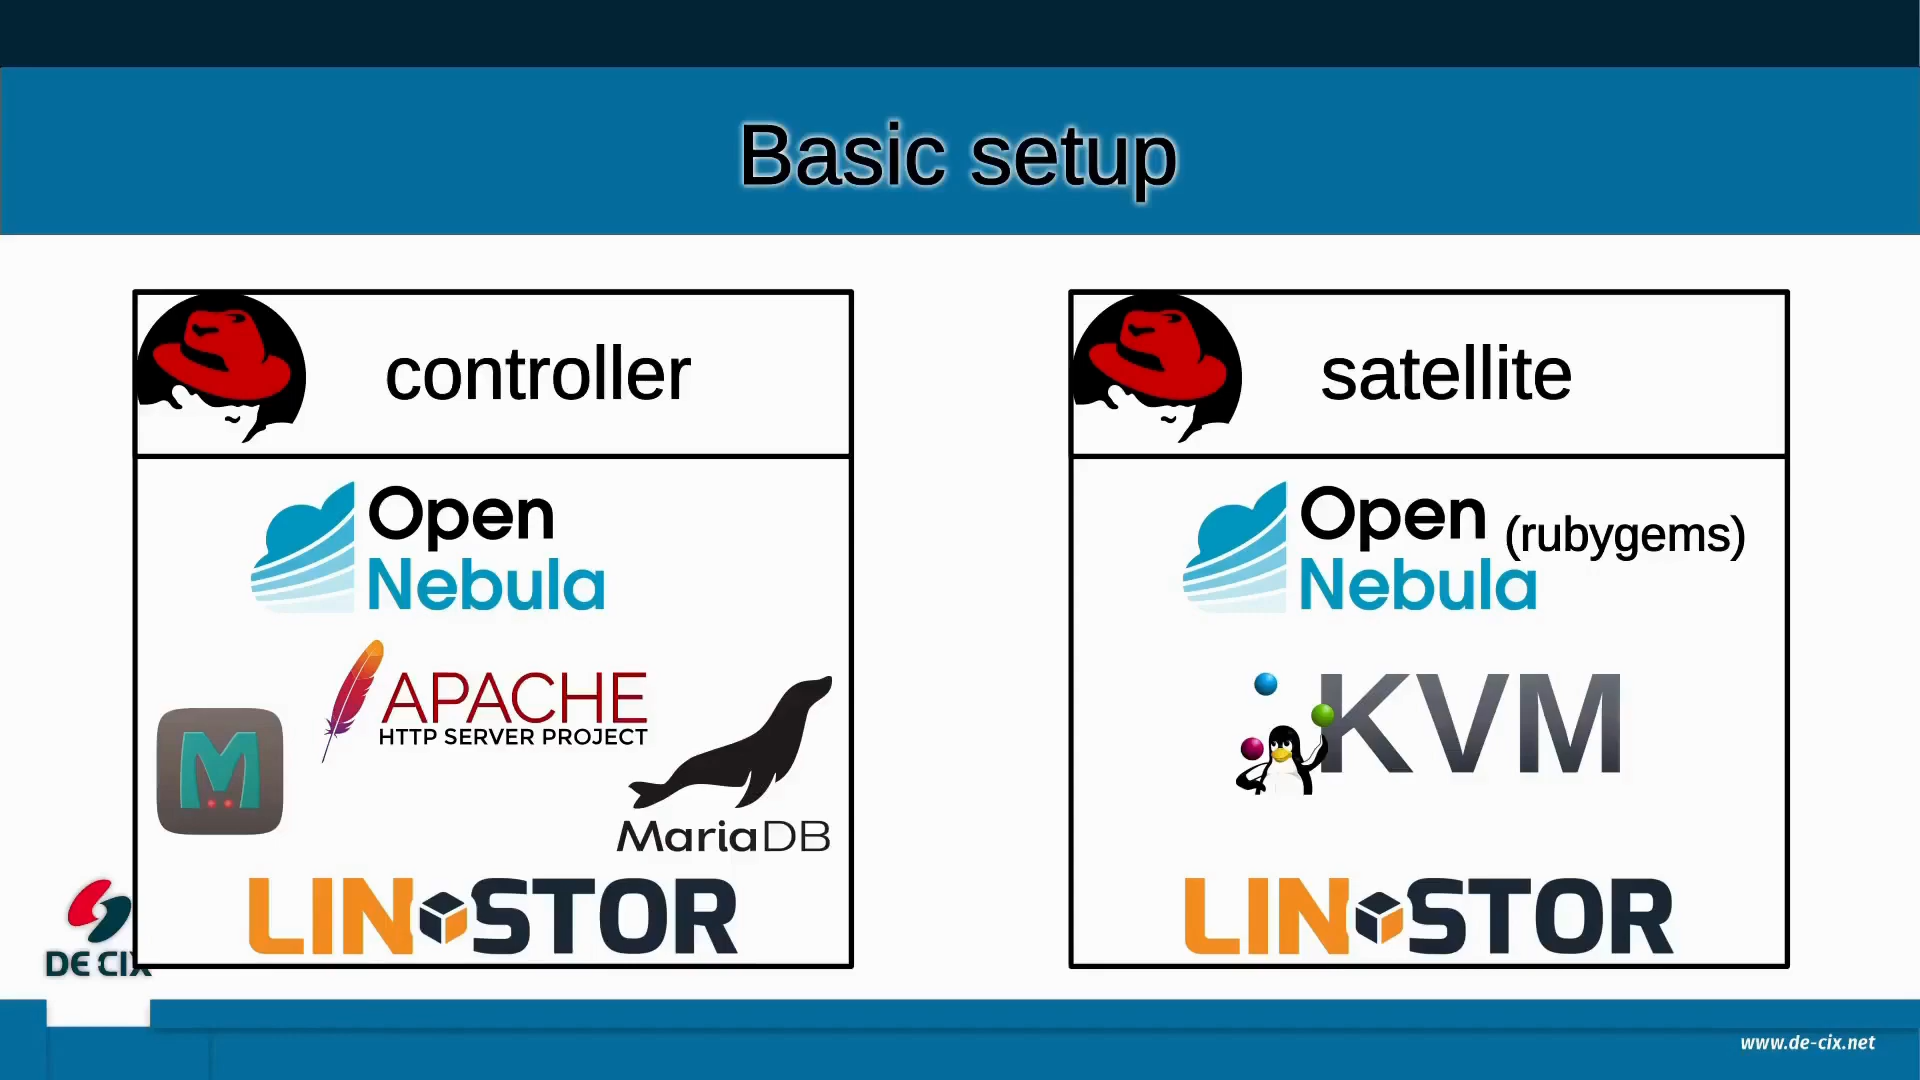 Basic setup
controller
Open
Nebula
APACHE
HTTP SERVER PROJECT
M
MariaDB
LINSTOR
satellite
Open (rubygems)
Nebula
KVM
LINSTOR
DE CIX
www.de-cix.net